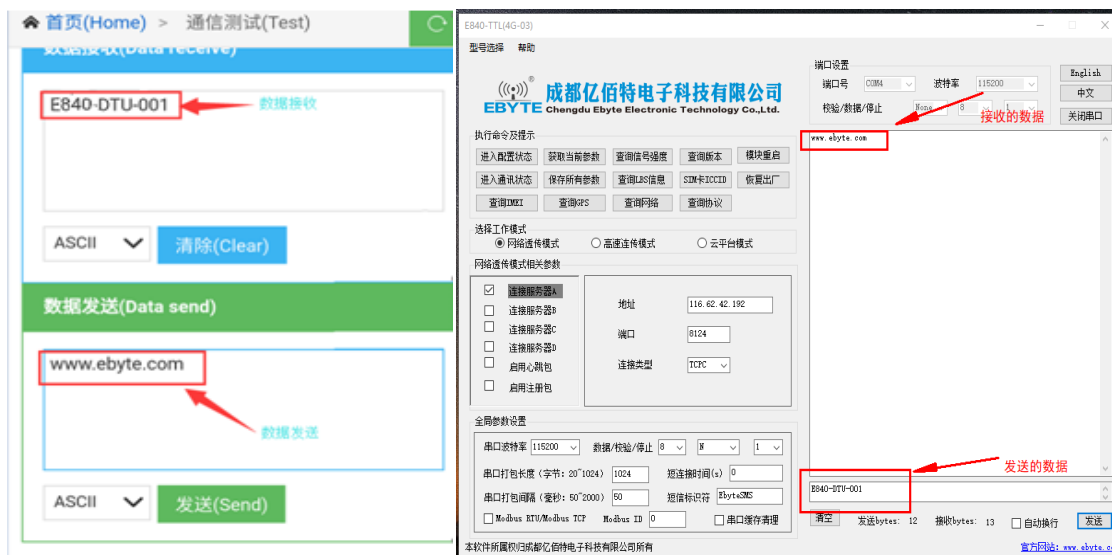 首页(Home) > 通信测试(Test)
数据接收(Data receive)
E840-DTU-001
数据接收
ASCII
清除(Clear)
数据发送(Data send)
www.ebyte.com
数据发送
ASCII
发送(Send)
E840-TTL(4G-03)
型号选择 帮助
((•))®
EBYTE
成都亿佰特电子科技有限公司
Chengdu Ebyte Electronic Technology Co.,Ltd.
执行命令及提示
进入配置状态 获取当前参数 查询信号强度 查询版本 模块重启
进入通讯状态 保存所有参数 查询LBS信息 SIM卡ICCID 恢复出厂
查询IMEI 查询GPS 查询网络 查询协议
选择工作模式
网络透传模式 高速连传模式 云平台模式
网络透传模式相关参数
连接服务器A
连接服务器B
连接服务器C
连接服务器D
启用心跳包
启用注册包
地址 116.62.42.192
端口 8124
连接类型 TCPC
全局参数设置
串口波特率 115200 数据/校验/停止 8 N 1
串口打包长度(字节: 20~1024) 1024 短连接时间(s) 0
串口打包间隔(毫秒: 50~2000) 50 短信标识符 EbyteSMS
Modbus RTU/Modbus TCP Modbus ID 0 串口缓存清理
本软件所属权归成都亿佰特电子科技有限公司所有
端口设置
端口号 COM4 波特率 115200
校验/数据/停止 None 8 1
English
中文
关闭串口
接收的数据
www.ebyte.com
发送的数据
E840-DTU-001
清空 发送bytes: 12 接收bytes: 13 自动换行 发送
官方网站: www.ebyte.c